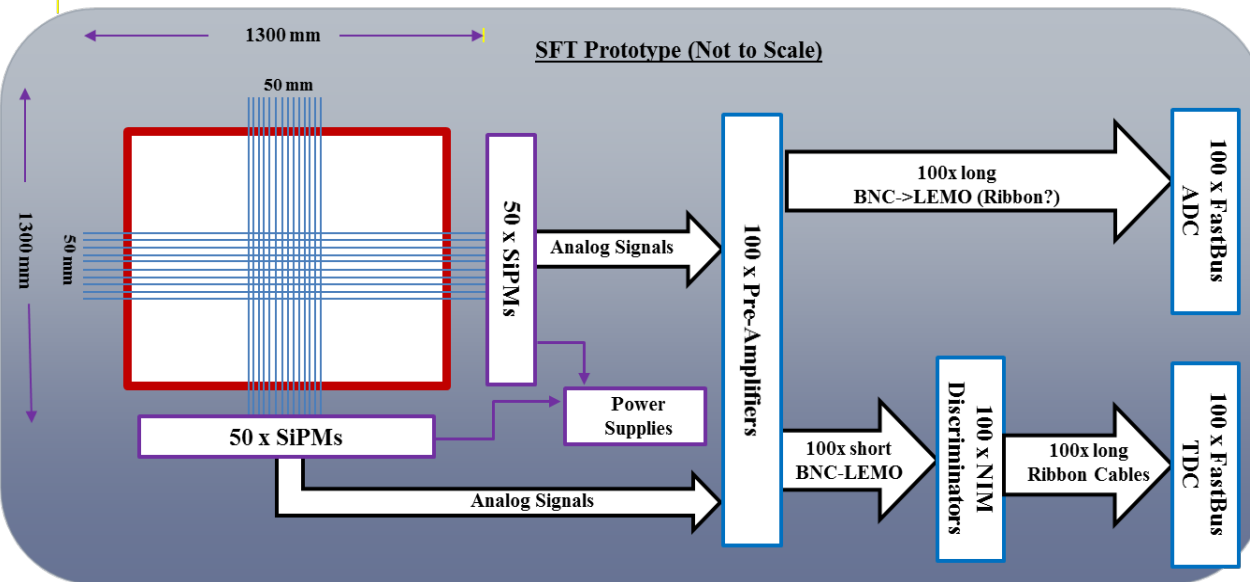 1300 mm
SFT Prototype (Not to Scale)
50 mm
1300 mm
50 mm
50 x SiPMs
Analog Signals
100 x Pre-Amplifiers
100x long
BNC->LEMO (Ribbon?)
100 x FastBus
ADC
Power
Supplies
50 x SiPMs
Analog Signals
100x short
BNC-LEMO
100 x NIM
Discriminators
100x long
Ribbon Cables
100 x FastBus
TDC